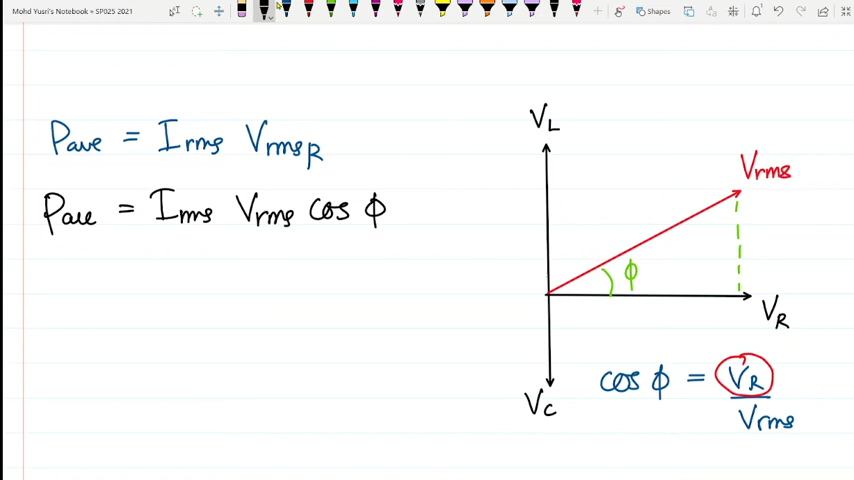 Mohd Yusri's Notebook » SP025 2021
Shapes
Pave = Irms VrmsR
Pave = Irms Vrms cos ϕ
VL
Vrms
ϕ
VR
VC
cos ϕ = VR
Vrms